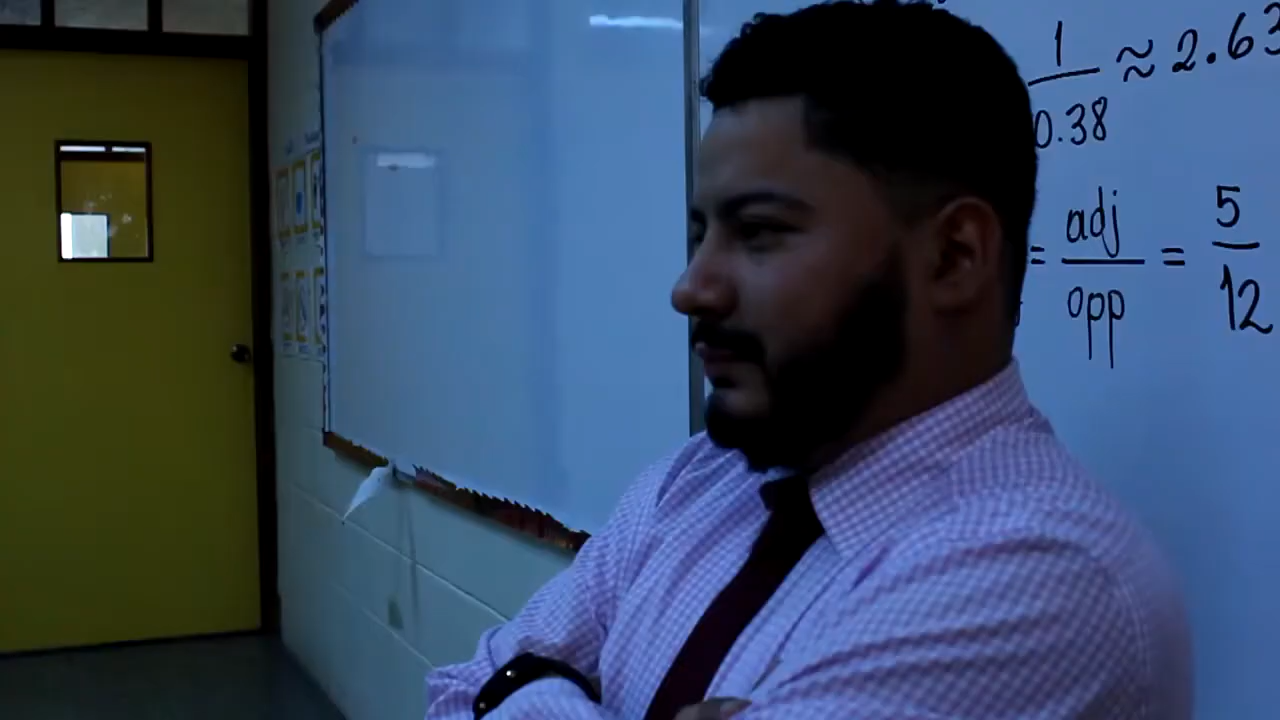 1
≈ 2.63
0.38
= adj = 5
opp 12